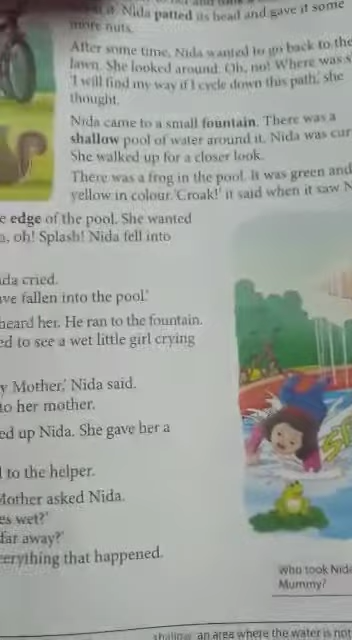 it. Nida patted its head and gave it some
more nuts.
After some time, Nida wanted to go back to the
lawn. She looked around. Oh, no! Where was s
'I will find my way if I cycle down this path,' she
thought.
Nida came to a small fountain. There was a
shallow pool of water around it. Nida was cur
She walked up for a closer look.
There was a frog in the pool. It was green and
yellow in colour. 'Croak!' it said when it saw N
e edge of the pool. She wanted
a, oh! Splash! Nida fell into
ida cried.
ve fallen into the pool.'
heard her. He ran to the fountain.
ed to see a wet little girl crying
y Mother,' Nida said.
to her mother.
ed up Nida. She gave her a
l to the helper.
Mother asked Nida.
es wet?'
far away?'
erything that happened.
Who took Nida
Mummy?
shallow an area where the water is not